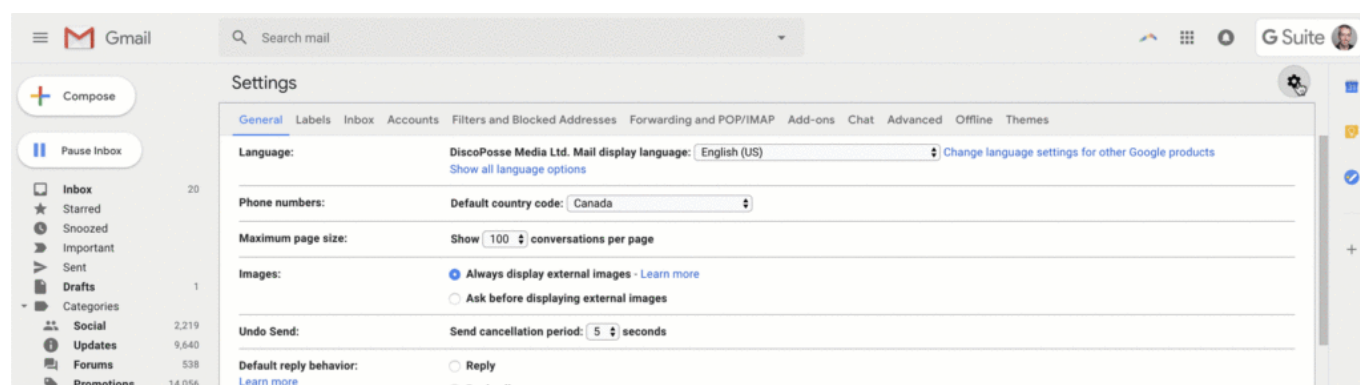 Gmail
Search mail
G Suite
Compose
Settings
General Labels Inbox Accounts Filters and Blocked Addresses Forwarding and POP/IMAP Add-ons Chat Advanced Offline Themes
Pause Inbox
Language: DiscoPosse Media Ltd. Mail display language: English (US) Change language settings for other Google products
Show all language options
Inbox 20
Starred
Phone numbers: Default country code: Canada
Snoozed
Important
Maximum page size: Show 100 conversations per page
Sent
Images: Always display external images - Learn more
Drafts 1
Ask before displaying external images
Categories
Social 2,219
Undo Send: Send cancellation period: 5 seconds
Updates 9,640
Forums 538
Default reply behavior: Reply
Learn more
Promotions 14,056